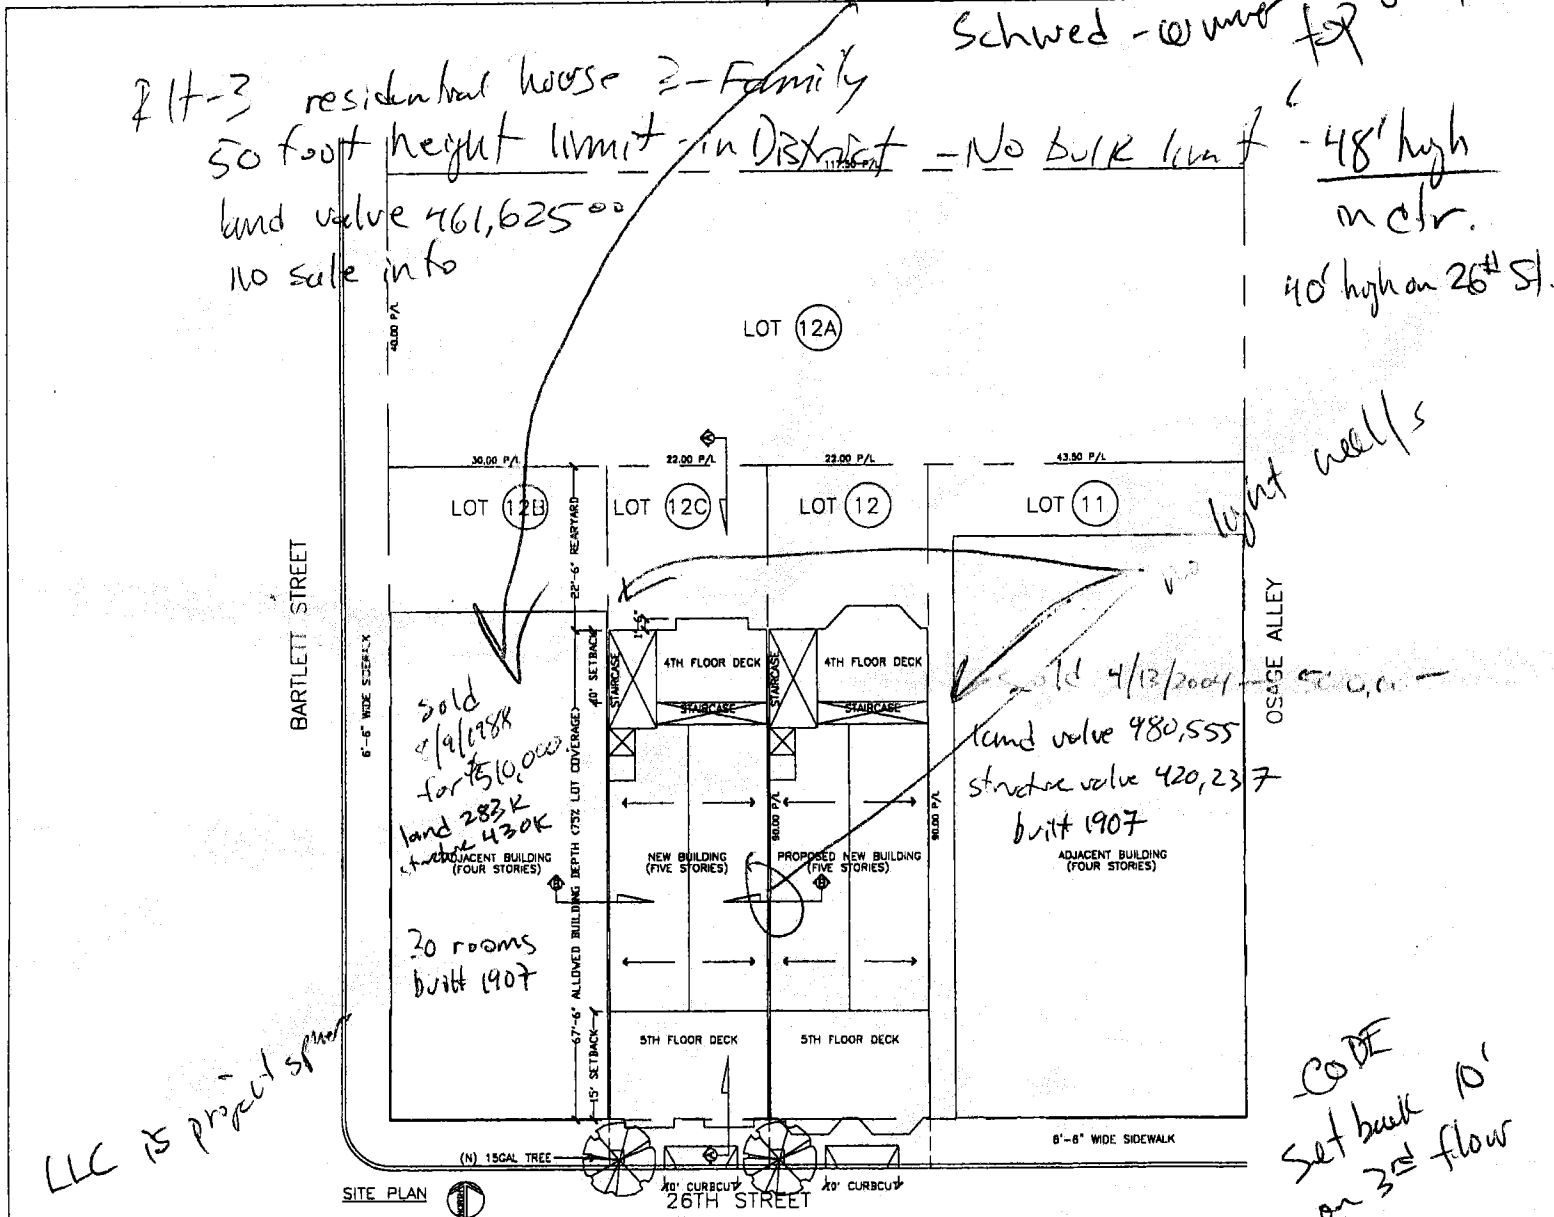 Schwed - owner
top
RH-3 residential house 3-Family
50 foot height limit - in District - No bulk limit
117.50 P/L
- 48' high
in ctr.
40' high on 26th St.
land value 461,625.00
no sale info
40.00 P/L
LOT 12A
light wells
30.00 P/L
22.00 P/L
22.00 P/L
43.50 P/L
LOT 12B
LOT 12C
LOT 12
LOT 11
BARTLETT STREET
6'-6" WIDE SIDEWALK
22'-6" REARYARD
OSAGE ALLEY
10' SETBACK
STAIRCASE
4TH FLOOR DECK
STAIRCASE
STAIRCASE
4TH FLOOR DECK
STAIRCASE
sold
/9/1988
for 510,000
land 283K
structure 430K
sold 4/13/2004
land value 980,555
structure value 420,237
built 1907
67'-6" ALLOWED BUILDING DEPTH (75% LOT COVERAGE)
90.00 P/L
90.00 P/L
ADJACENT BUILDING
(FOUR STORIES)
NEW BUILDING
(FIVE STORIES)
PROPOSED NEW BUILDING
(FIVE STORIES)
ADJACENT BUILDING
(FOUR STORIES)
B
B
30 rooms
built 1907
15' SETBACK
5TH FLOOR DECK
5TH FLOOR DECK
LLC is project
CODE
set back 10'
on 3rd floor
6'-6" WIDE SIDEWALK
(N) 15GAL TREE
10' CURBCUT
10' CURBCUT
SITE PLAN
26TH STREET